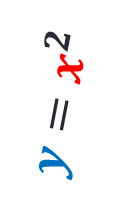 y = x²